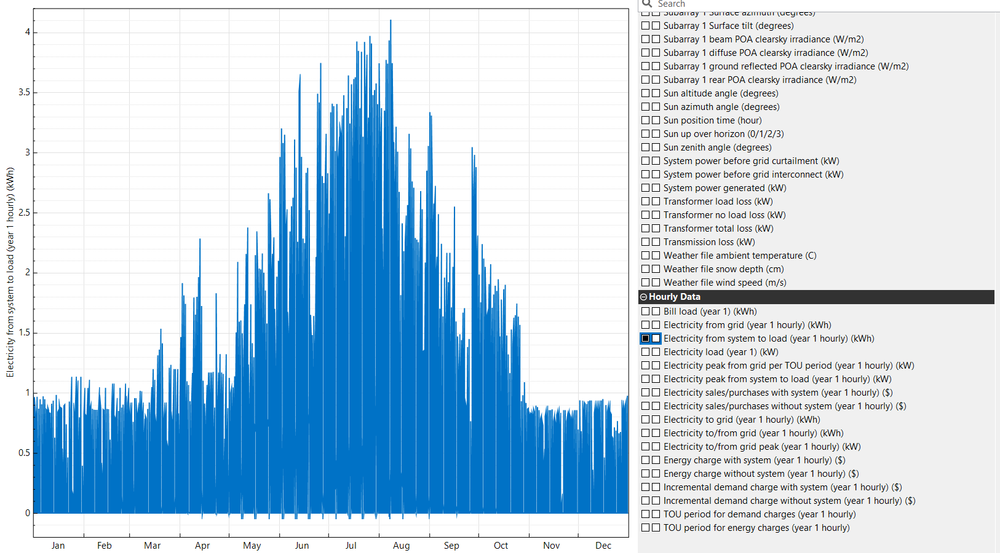 Search
Subarray 1 Surface azimuth (degrees)
Subarray 1 Surface tilt (degrees)
Subarray 1 beam POA clearsky irradiance (W/m2)
Subarray 1 diffuse POA clearsky irradiance (W/m2)
Subarray 1 ground reflected POA clearsky irradiance (W/m2)
Subarray 1 rear POA clearsky irradiance (W/m2)
Sun altitude angle (degrees)
Sun azimuth angle (degrees)
Sun position time (hour)
Sun up over horizon (0/1/2/3)
Sun zenith angle (degrees)
System power before grid curtailment (kW)
System power before grid interconnect (kW)
System power generated (kW)
Transformer load loss (kW)
Transformer no load loss (kW)
Transformer total loss (kW)
Transmission loss (kW)
Weather file ambient temperature (C)
Weather file snow depth (cm)
Weather file wind speed (m/s)
Hourly Data
Bill load (year 1) (kWh)
Electricity from grid (year 1 hourly) (kWh)
Electricity from system to load (year 1 hourly) (kWh)
Electricity load (year 1) (kW)
Electricity peak from grid per TOU period (year 1 hourly) (kW)
Electricity peak from system to load (year 1 hourly) (kW)
Electricity sales/purchases with system (year 1 hourly) ($)
Electricity sales/purchases without system (year 1 hourly) ($)
Electricity to grid (year 1 hourly) (kWh)
Electricity to/from grid (year 1 hourly) (kWh)
Electricity to/from grid peak (year 1 hourly) (kW)
Energy charge with system (year 1 hourly) ($)
Energy charge without system (year 1 hourly) ($)
Incremental demand charge with system (year 1 hourly) ($)
Incremental demand charge without system (year 1 hourly) ($)
TOU period for demand charges (year 1 hourly)
TOU period for energy charges (year 1 hourly)
Electricity from system to load (year 1 hourly) (kWh)
4
3.5
3
2.5
2
1.5
1
0.5
0
Jan Feb Mar Apr May Jun Jul Aug Sep Oct Nov Dec